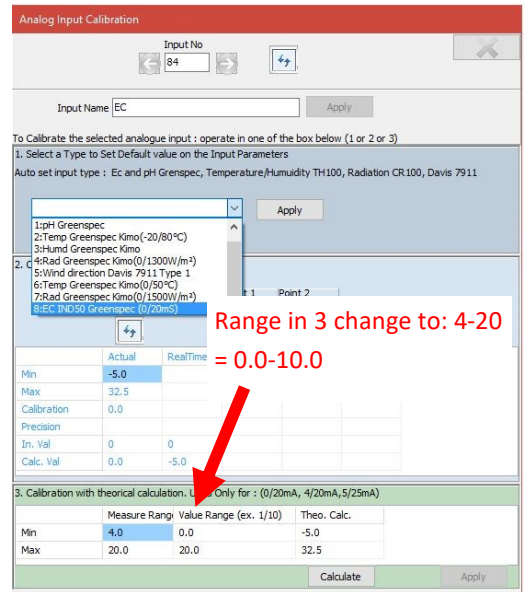 Analog Input Calibration
Input No
84
Input Name EC Apply
To Calibrate the selected analogue input : operate in one of the box below (1 or 2 or 3)
1. Select a Type to Set Default value on the Input Parameters
Auto set input type : Ec and pH Grenspec, Temperature/Humuidity TH100, Radiation CR100, Davis 7911
Apply
1:pH Greenspec
2:Temp Greenspec Kimo(-20/80°C)
3:Humd Greenspec Kimo
4:Rad Greenspec Kimo(0/1300W/m²)
5:Wind direction Davis 7911 Type 1
6:Temp Greenspec Kimo(0/50°C)
7:Rad Greenspec Kimo(0/1500W/m²)
8:EC IND50 Greenspec (0/20mS)
2. C
t 1 Point 2
Range in 3 change to: 4-20
= 0.0-10.0
Actual RealTime
Min -5.0
Max 32.5
Calibration 0.0
Precision
In. Val 0 0
Calc. Val 0.0 -5.0
3. Calibration with theorical calculation. Only for : (0/20mA, 4/20mA,5/25mA)
Measure Rang Value Range (ex. 1/10) Theo. Calc.
Min 4.0 0.0 -5.0
Max 20.0 20.0 32.5
Calculate Apply